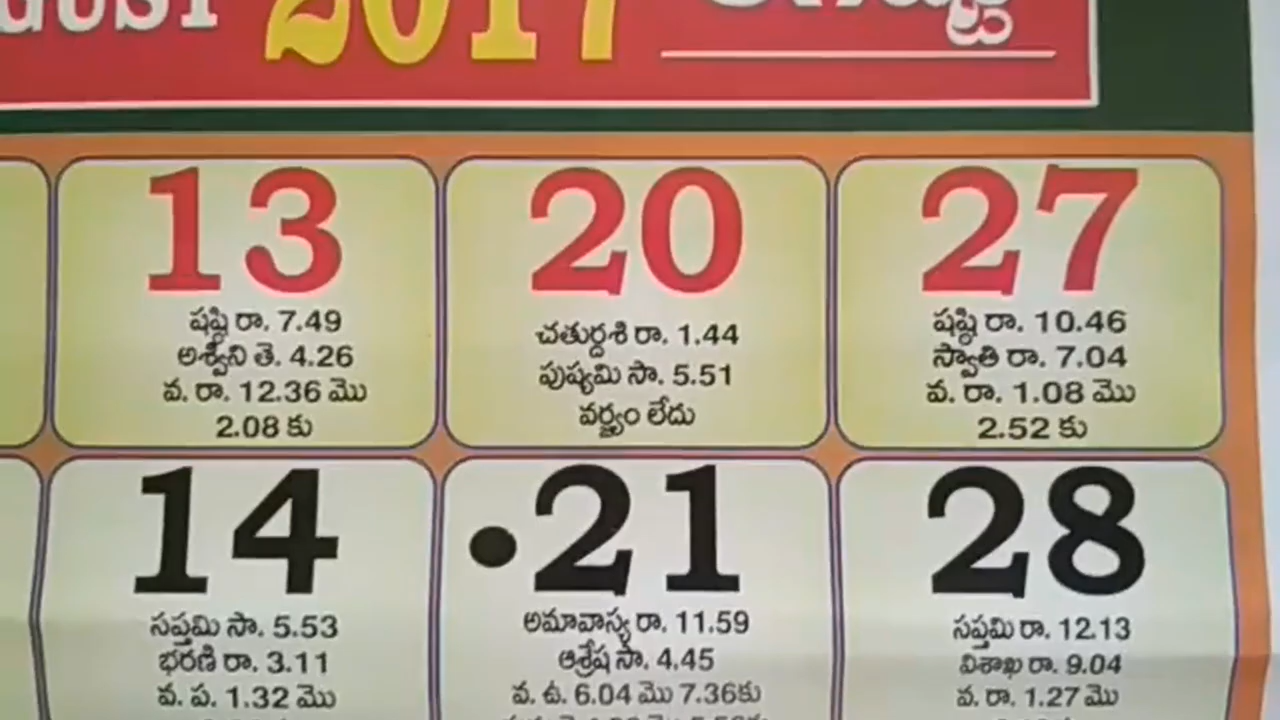 2017
13
షష్ఠి రా. 7.49
అశ్విని తె. 4.26
వ. రా. 12.36 మొ
2.08 కు
20
చతుర్దశి రా. 1.44
పుష్యమి సా. 5.51
వర్జ్యం లేదు
27
షష్ఠి రా. 10.46
స్వాతి రా. 7.04
వ. రా. 1.08 మొ
2.52 కు
14
సప్తమి సా. 5.53
భరణి రా. 3.11
వ. ప. 1.32 మొ
•21
అమావాస్య రా. 11.59
ఆశ్రేష సా. 4.45
వ. ఉ. 6.04 మొ 7.36కు
28
సప్తమి రా. 12.13
విశాఖ రా. 9.04
వ. రా. 1.27 మొ